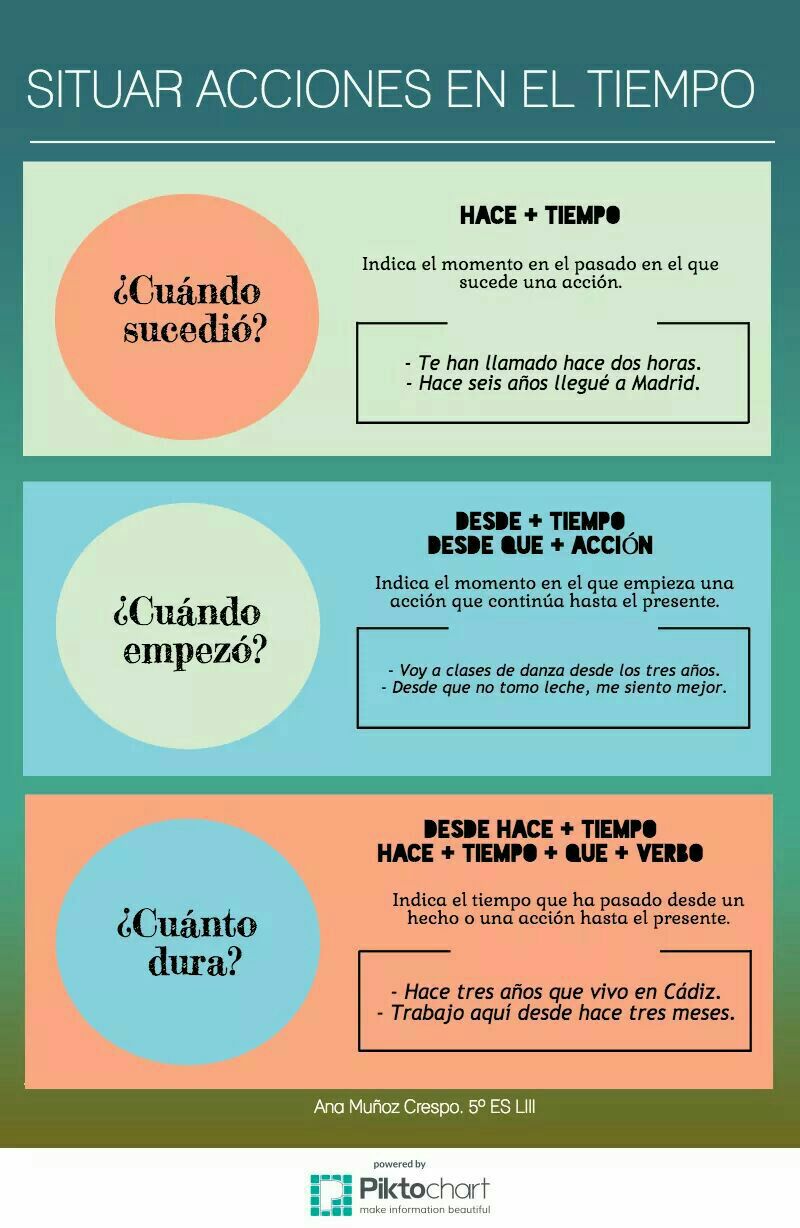 SITUAR ACCIONES EN EL TIEMPO
¿Cuándo
sucedió?
HACE + TIEMPO
Indica el momento en el pasado en el que
sucede una acción.
- Te han llamado hace dos horas.
- Hace seis años llegué a Madrid.
¿Cuándo
empezó?
DESDE + TIEMPO
DESDE QUE + ACCIÓN
Indica el momento en el que empieza una
acción que continúa hasta el presente.
- Voy a clases de danza desde los tres años.
- Desde que no tomo leche, me siento mejor.
¿Cuánto
dura?
DESDE HACE + TIEMPO
HACE + TIEMPO + QUE + VERBO
Indica el tiempo que ha pasado desde un
hecho o una acción hasta el presente.
- Hace tres años que vivo en Cádiz.
- Trabajo aquí desde hace tres meses.
Ana Muñoz Crespo. 5º ES LIII
powered by
Piktochart
make information beautiful